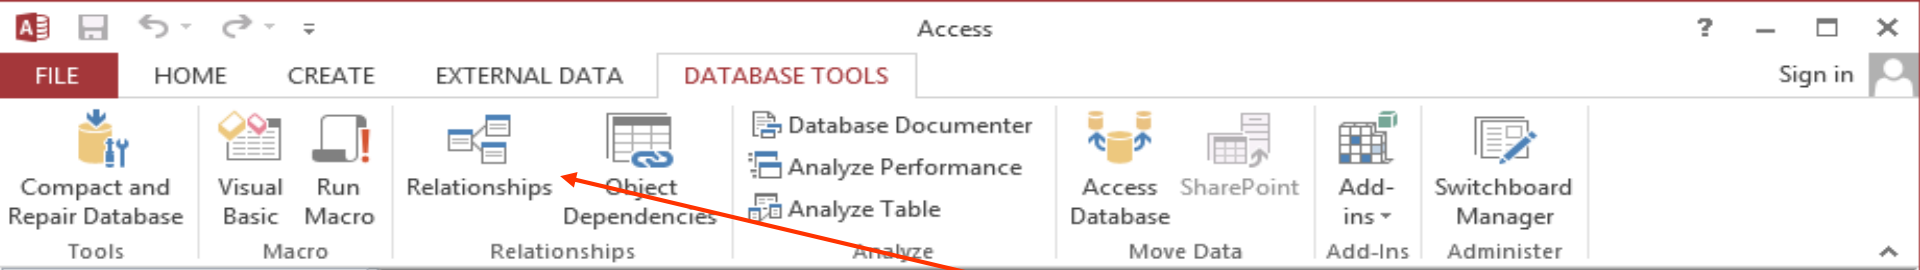 Access
?
FILE HOME CREATE EXTERNAL DATA DATABASE TOOLS Sign in
Compact and
Repair Database
Visual
Basic
Run
Macro
Relationships
Object
Dependencies
Database Documenter
Analyze Performance
Analyze Table
Access
Database
SharePoint
Add-
ins
Switchboard
Manager
Tools Macro Relationships Analyze Move Data Add-Ins Administer